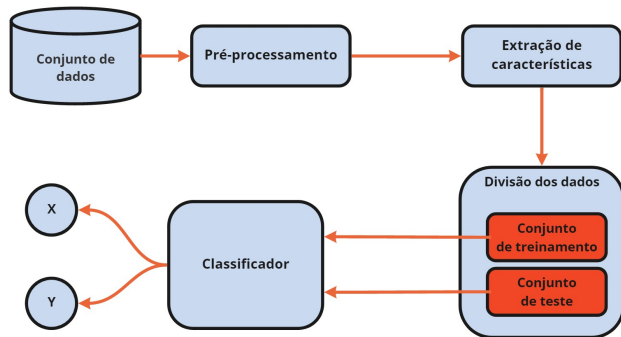 Conjunto de
dados
Pré-processamento
Extração de
características
Divisão dos dados
Conjunto
de treinamento
Conjunto
de teste
Classificador
X
Y